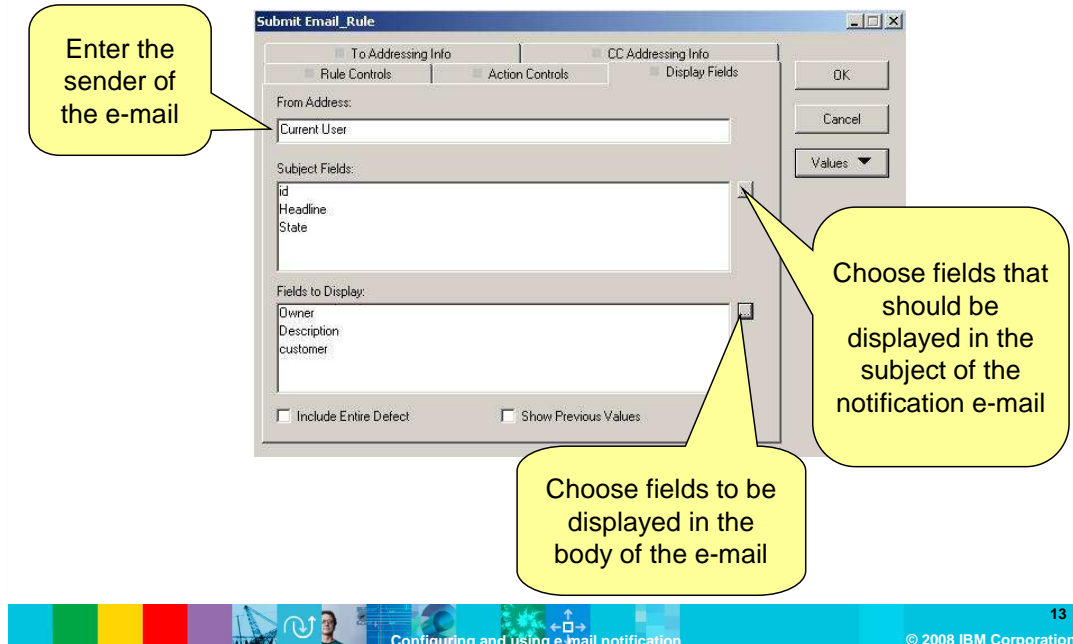 Enter the
sender of
the e-mail
Submit Email_Rule
To Addressing Info
CC Addressing Info
Rule Controls
Action Controls
Display Fields
OK
Cancel
Values
From Address:
Current User
Subject Fields:
id
Headline
State
Choose fields that
should be
displayed in the
subject of the
notification e-mail
Fields to Display:
Owner
Description
customer
...
Include Entire Defect
Show Previous Values
Choose fields to be
displayed in the
body of the e-mail
13
Configuring and using e-mail notification
© 2008 IBM Corporation